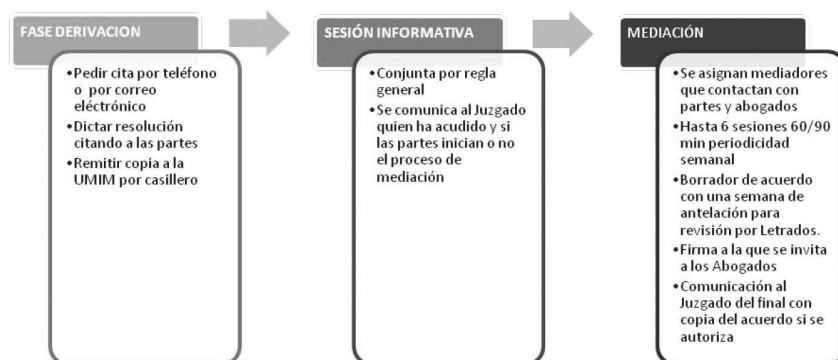 FASE DERIVACION
•Pedir cita por teléfono
o por correo
eléctrónico
•Dictar resolución
citando a las partes
•Remitir copia a la
UMIM por casillero
SESIÓN INFORMATIVA
•Conjunta por regla
general
•Se comunica al Juzgado
quien ha acudido y si
las partes inician o no
el proceso de
mediación
MEDIACIÓN
•Se asignan mediadores
que contactan con
partes y abogados
•Hasta 6 sesiones 60/90
min periodicidad
semanal
•Borrador de acuerdo
con una semana de
antelación para
revisión por Letrados.
•Firma a la que se invita
a los Abogados
•Comunicación al
Juzgado del final con
copia del acuerdo si se
autoriza